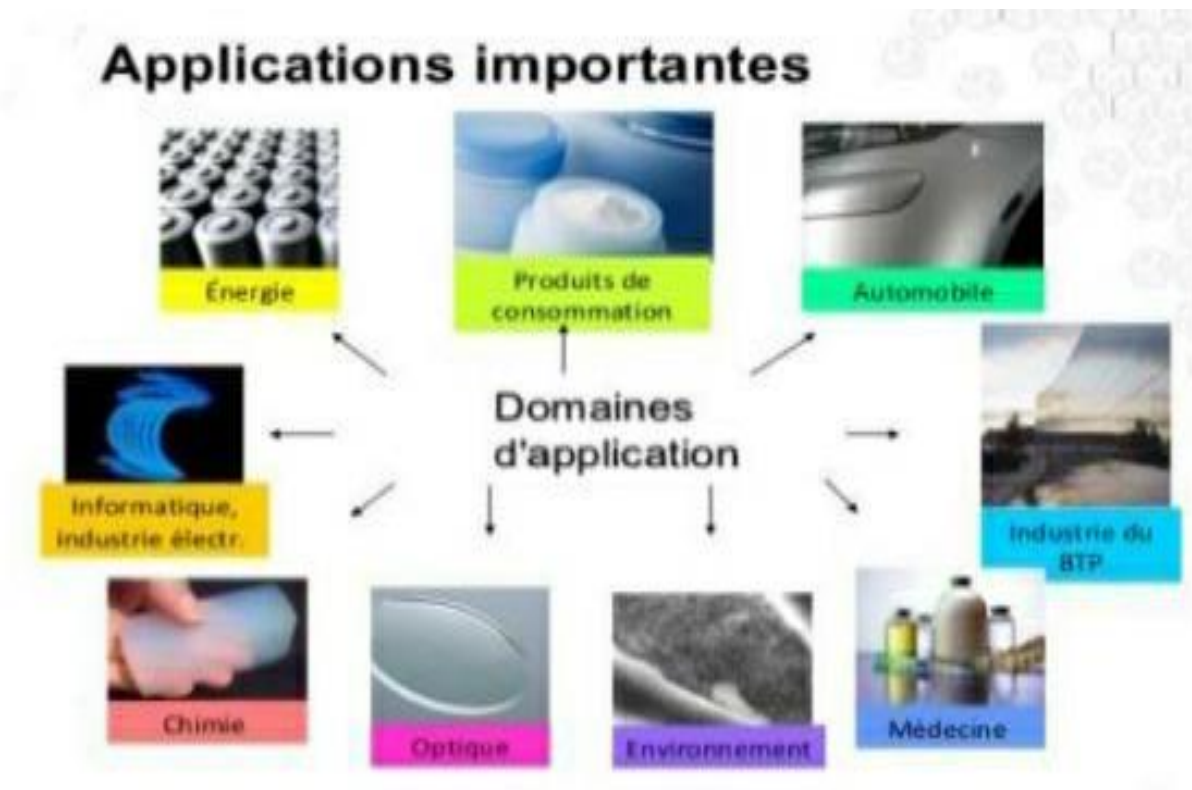 Applications importantes
Énergie
Produits de
consommation
Automobile
Domaines
d'application
Informatique,
industrie électr.
Industrie du
BTP
Chimie
Optique
Environnement
Médecine